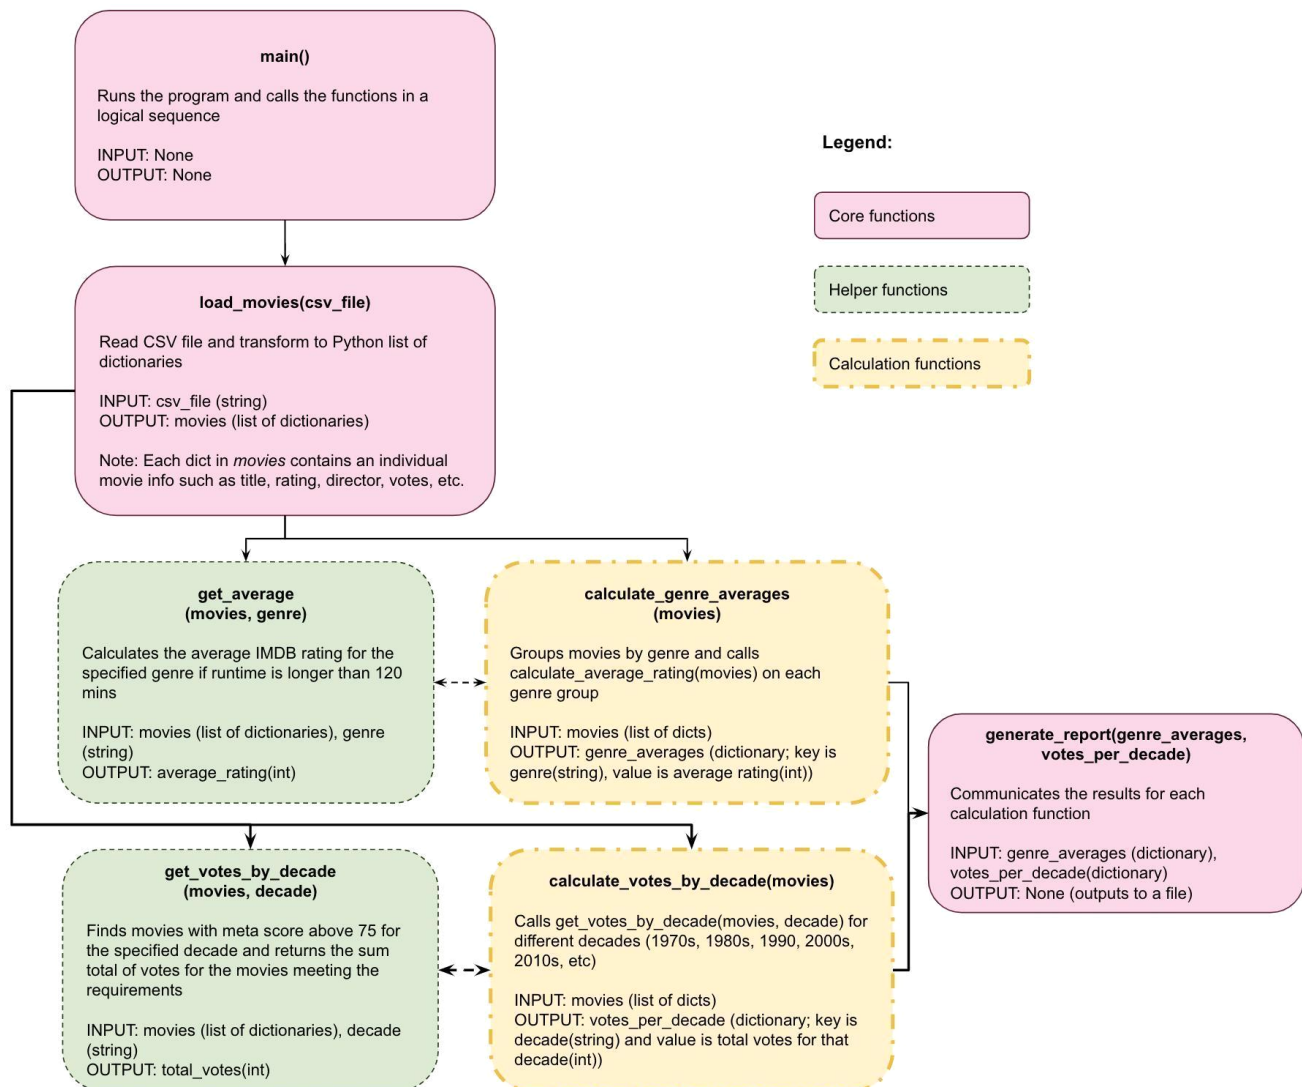 main()
Runs the program and calls the functions in a
logical sequence
INPUT: None
OUTPUT: None
Legend:
Core functions
Helper functions
Calculation functions
load_movies(csv_file)
Read CSV file and transform to Python list of
dictionaries
INPUT: csv_file (string)
OUTPUT: movies (list of dictionaries)
Note: Each dict in movies contains an individual
movie info such as title, rating, director, votes, etc.
get_average
(movies, genre)
Calculates the average IMDB rating for the
specified genre if runtime is longer than 120
mins
INPUT: movies (list of dictionaries), genre
(string)
OUTPUT: average_rating(int)
calculate_genre_averages
(movies)
Groups movies by genre and calls
calculate_average_rating(movies) on each
genre group
INPUT: movies (list of dicts)
OUTPUT: genre_averages (dictionary; key is
genre(string), value is average rating(int))
generate_report(genre_averages,
votes_per_decade)
Communicates the results for each
calculation function
INPUT: genre_averages (dictionary),
votes_per_decade(dictionary)
OUTPUT: None (outputs to a file)
get_votes_by_decade
(movies, decade)
Finds movies with meta score above 75 for
the specified decade and returns the sum
total of votes for the movies meeting the
requirements
INPUT: movies (list of dictionaries), decade
(string)
OUTPUT: total_votes(int)
calculate_votes_by_decade(movies)
Calls get_votes_by_decade(movies, decade) for
different decades (1970s, 1980s, 1990, 2000s,
2010s, etc)
INPUT: movies (list of dicts)
OUTPUT: votes_per_decade (dictionary; key is
decade(string) and value is total votes for that
decade(int))